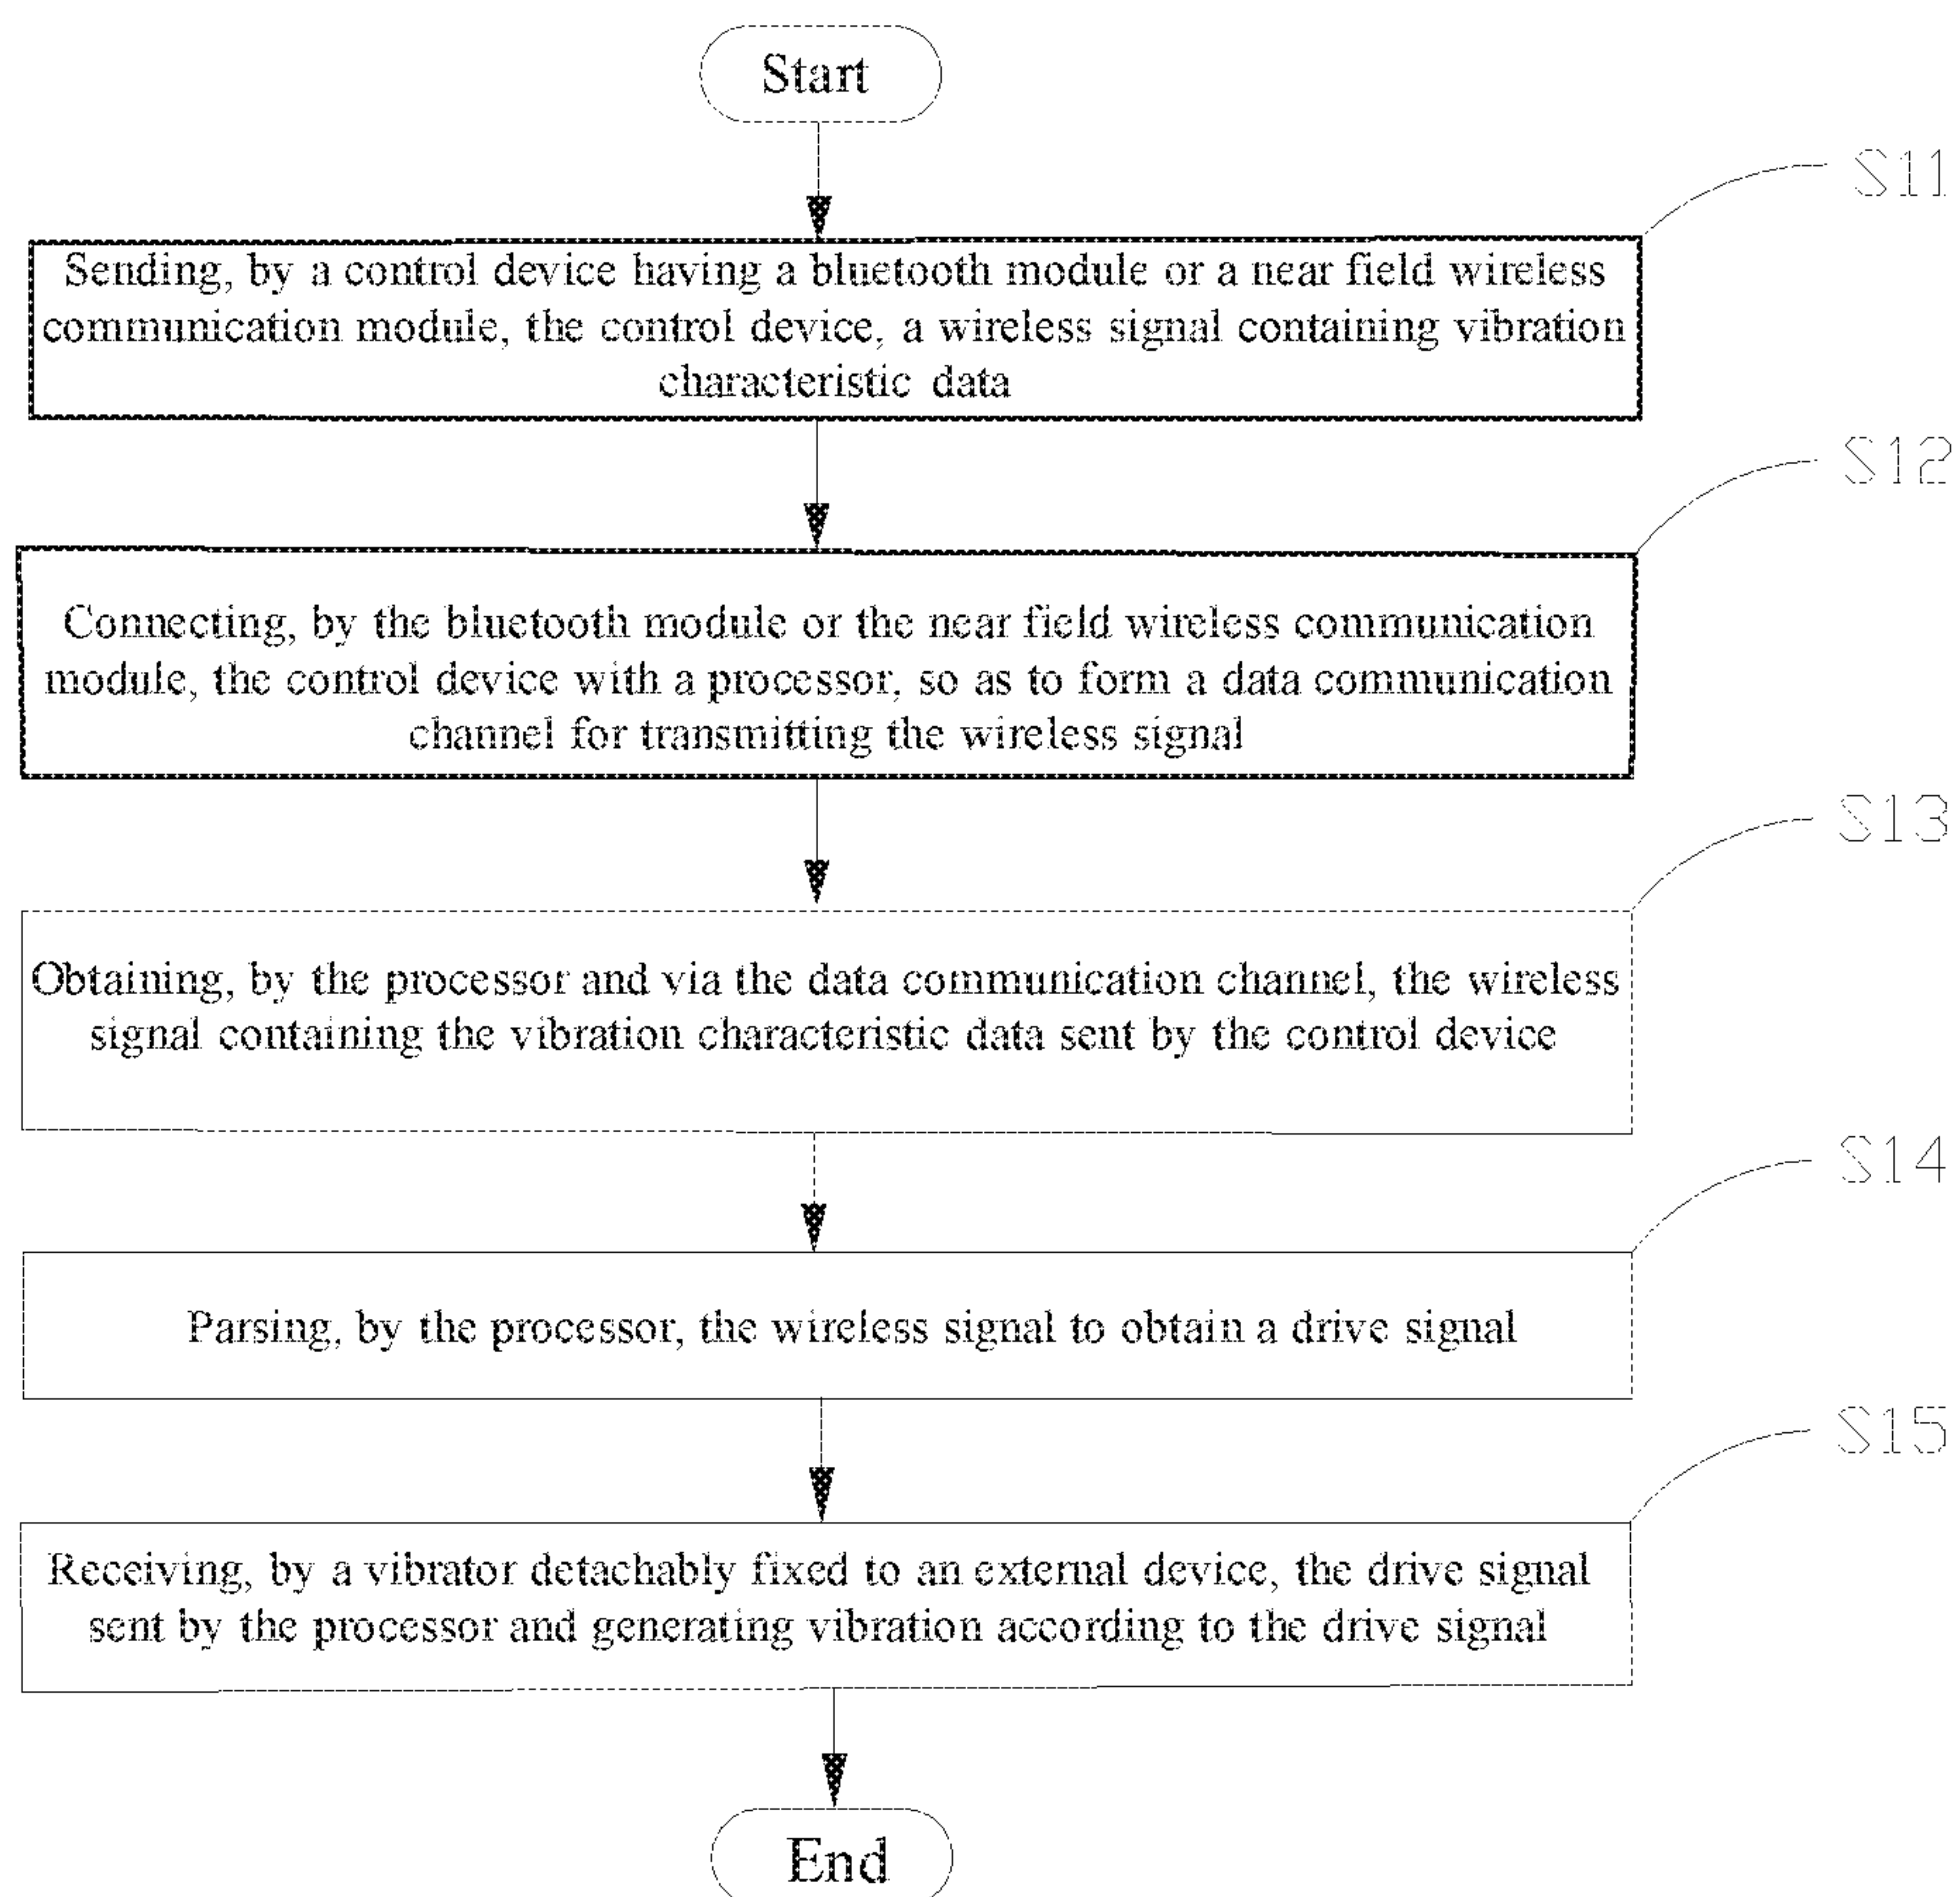 Start
S11
Sending, by a control device having a bluetooth module or a near field wireless
communication module, the control device, a wireless signal containing vibration
characteristic data
S12
Connecting, by the bluetooth module or the near field wireless communication
module, the control device with a processor, so as to form a data communication
channel for transmitting the wireless signal
S13
Obtaining, by the processor and via the data communication channel, the wireless
signal containing the vibration characteristic data sent by the control device
S14
Parsing, by the processor, the wireless signal to obtain a drive signal
S15
Receiving, by a vibrator detachably fixed to an external device, the drive signal
sent by the processor and generating vibration according to the drive signal
End